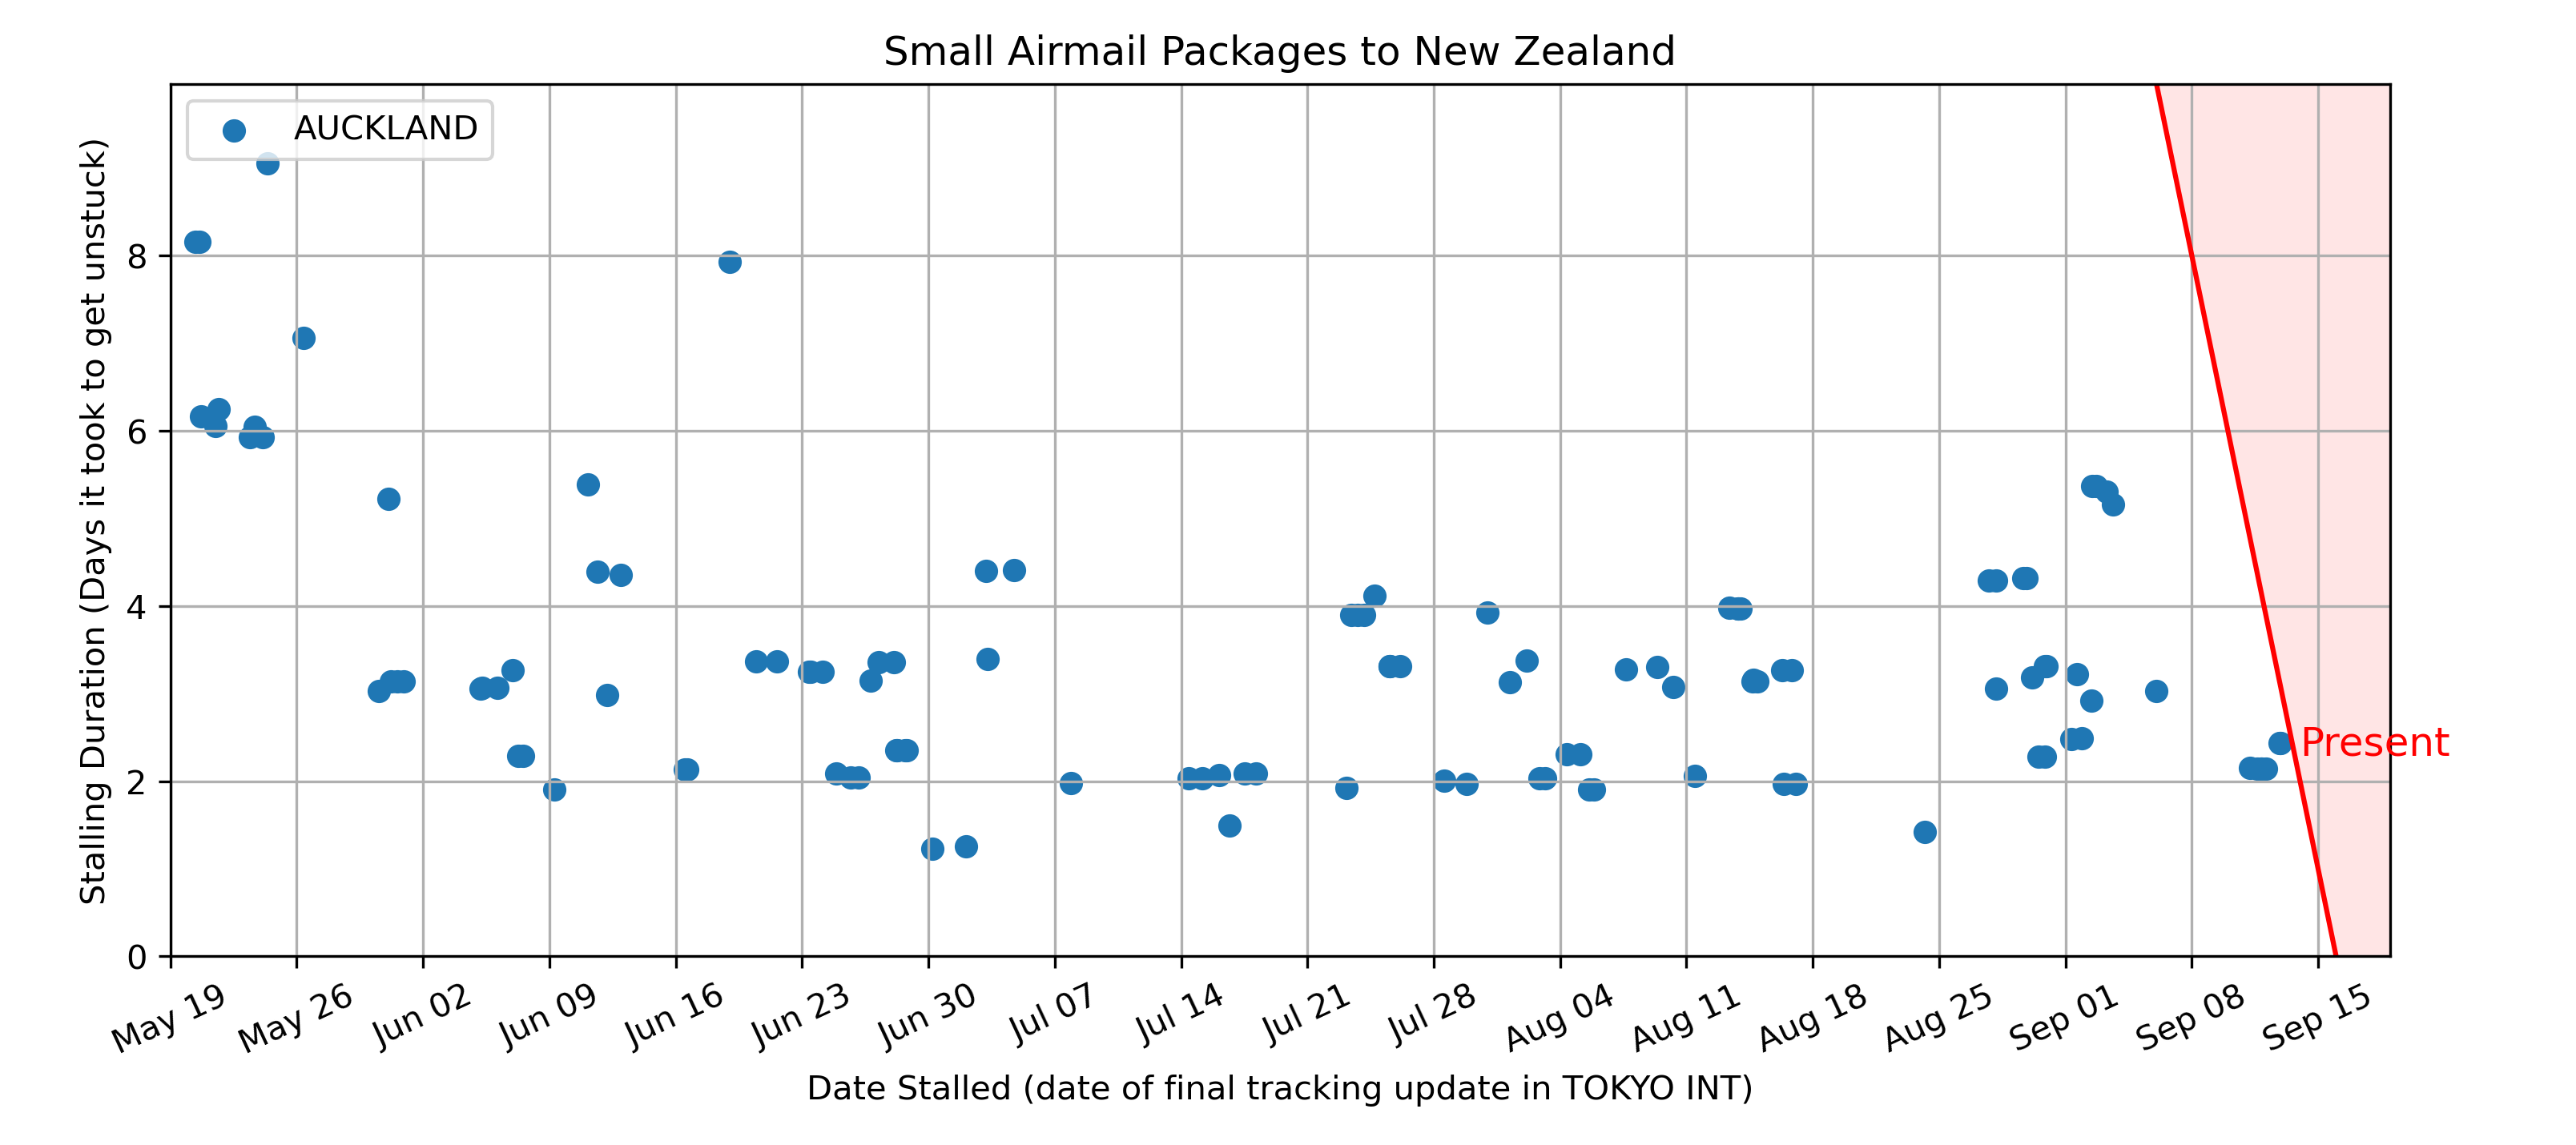 Small Airmail Packages to New Zealand
AUCKLAND
Stalling Duration (Days it took to get unstuck)
8
6
4
2
0
Present
May 19
May 26
Jun 02
Jun 09
Jun 16
Jun 23
Jun 30
Jul 07
Jul 14
Jul 21
Jul 28
Aug 04
Aug 11
Aug 18
Aug 25
Sep 01
Sep 08
Sep 15
Date Stalled (date of final tracking update in TOKYO INT)